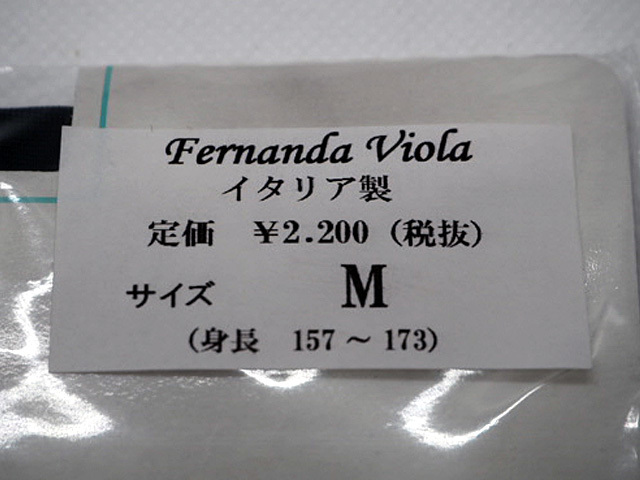 Fernanda Viola
イタリア製
定価 ¥2.200 (税抜)
サイズ M
(身長 157～173)